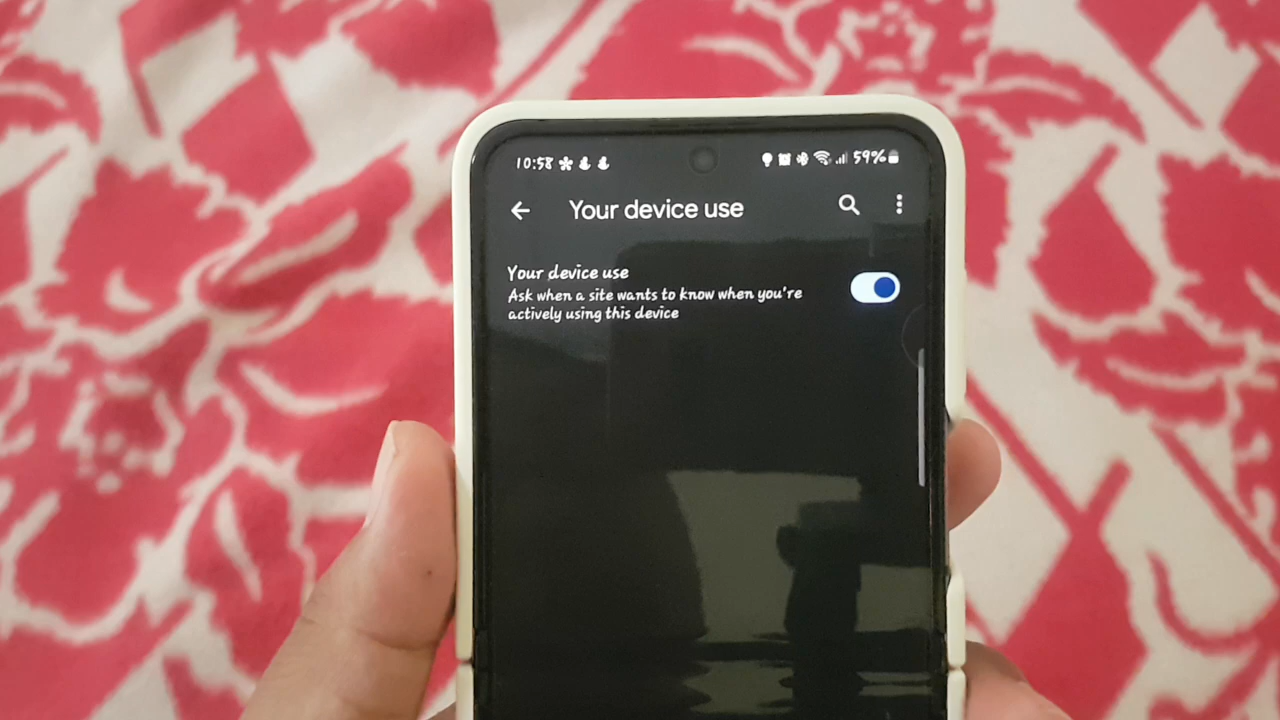 10:58 59%
Your device use
Your device use
Ask when a site wants to know when you're
actively using this device